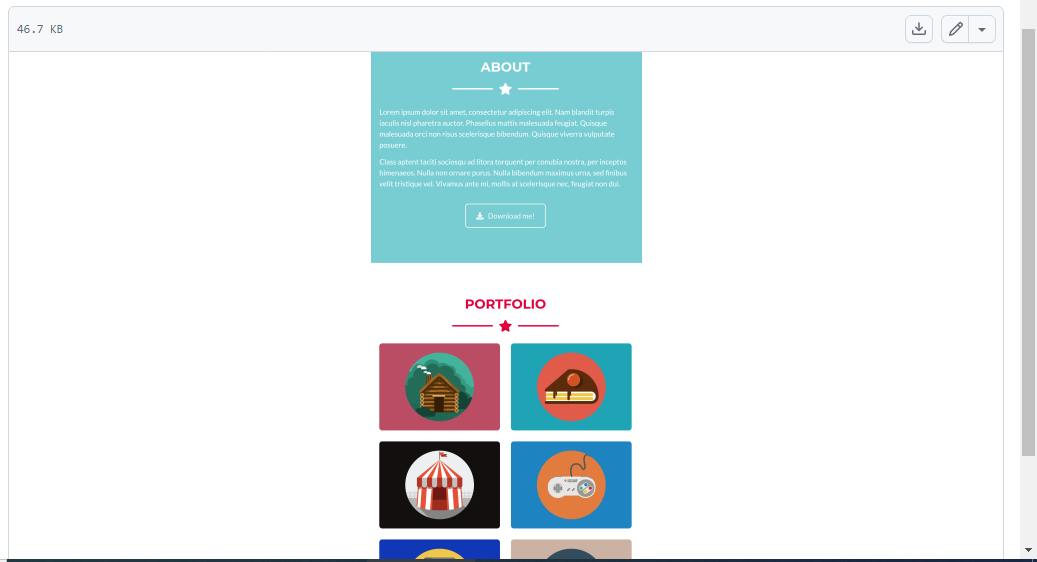 46.7 KB
ABOUT
Lorem ipsum dolor sit amet, consectetur adipiscing elit. Nam blandit turpis
iaculis nisl pharetra auctor. Phasellus mattis malesuada feugiat. Quisque
malesuada orci non risus scelerisque bibendum. Quisque viverra vulputate
posuere.
Class aptent taciti sociosqu ad litora torquent per conubia nostra, per inceptos
himenaeos. Nulla non ornare purus. Nulla bibendum maximus urna, sed finibus
velit tristique vel. Vivamus ante mi, mollis at scelerisque nec, feugiat non dui.
Download me!
PORTFOLIO